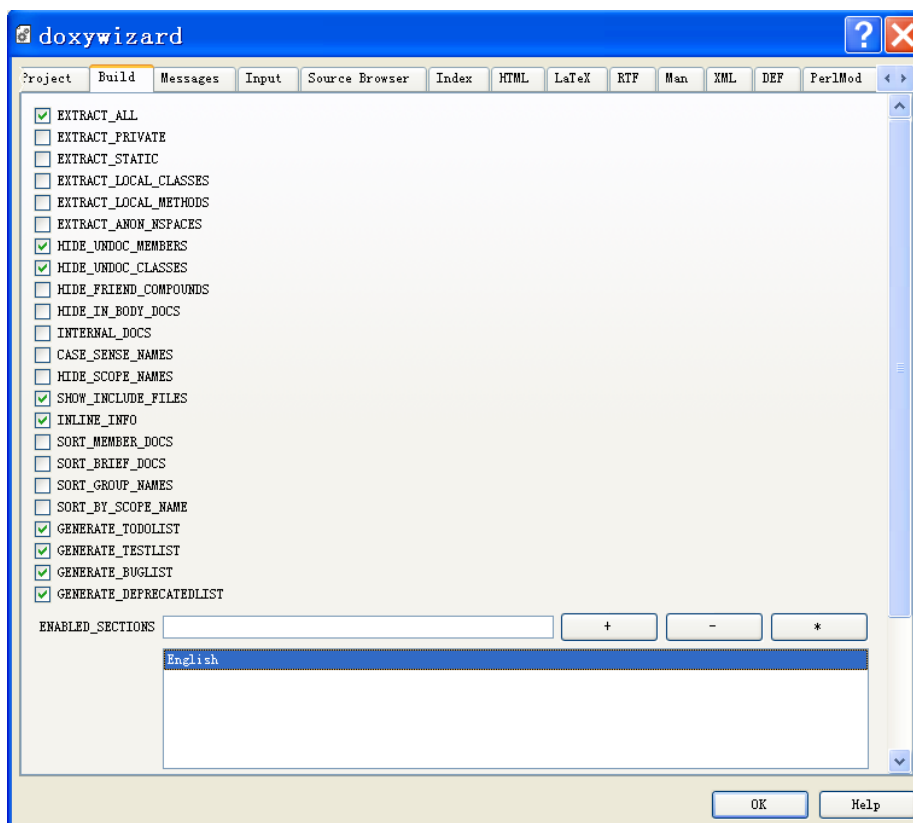 doxywizard
Project Build Messages Input Source Browser Index HTML LaTeX RTF Man XML DEF PerlMod
EXTRACT_ALL
EXTRACT_PRIVATE
EXTRACT_STATIC
EXTRACT_LOCAL_CLASSES
EXTRACT_LOCAL_METHODS
EXTRACT_ANON_NSPACES
HIDE_UNDOC_MEMBERS
HIDE_UNDOC_CLASSES
HIDE_FRIEND_COMPOUNDS
HIDE_IN_BODY_DOCS
INTERNAL_DOCS
CASE_SENSE_NAMES
HIDE_SCOPE_NAMES
SHOW_INCLUDE_FILES
INLINE_INFO
SORT_MEMBER_DOCS
SORT_BRIEF_DOCS
SORT_GROUP_NAMES
SORT_BY_SCOPE_NAME
GENERATE_TODOLIST
GENERATE_TESTLIST
GENERATE_BUGLIST
GENERATE_DEPRECATEDLIST
ENABLED_SECTIONS + - *
English
OK Help